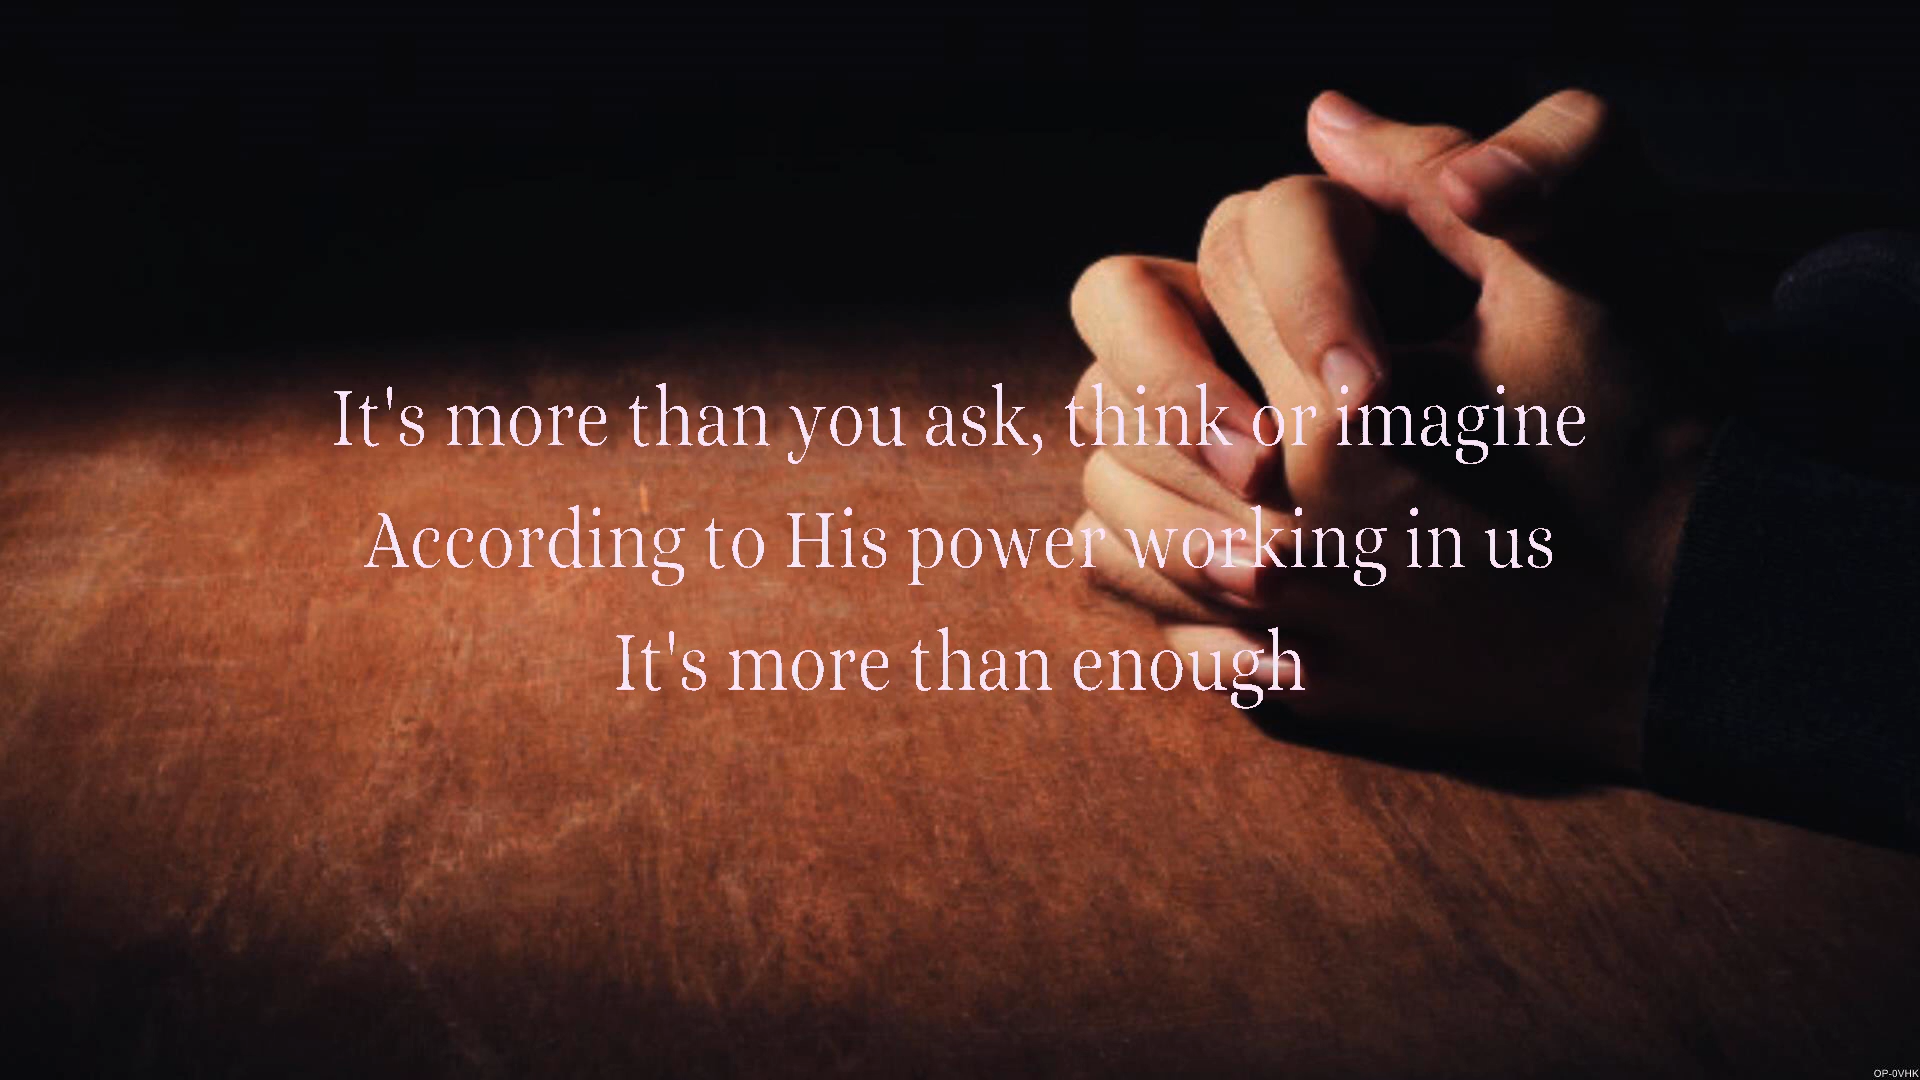 It's more than you ask, think or imagine
According to His power working in us
It's more than enough
OP-0VHK